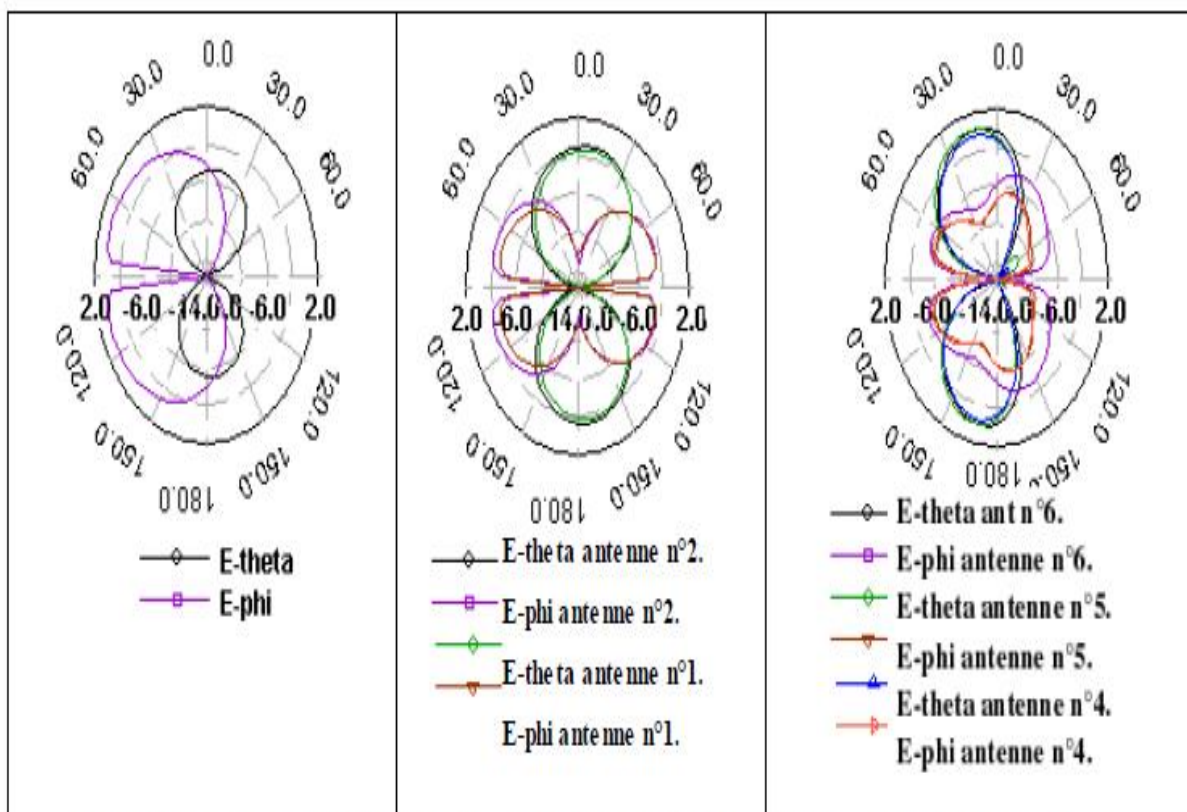 0.0
30.0 30.0
60.0 60.0
2.0 -6.0 -14.0 .0 -6.0 2.0
120.0 120.0
150.0 150.0
180.0
E-theta
E-phi
0.0
30.0 30.0
60.0 60.0
2.0 -6.0 -14.0 .0 -6.0 2.0
120.0 120.0
150.0 150.0
180.0
E-theta antenne n°2.
E-phi antenne n°2.
E-theta antenne n°1.
E-phi antenne n°1.
0.0
30.0 30.0
60.0 60.0
2.0 -6.0 -14.0 .0 -6.0 2.0
120.0 120.0
150.0 150.0
180.0
E-theta ant n°6.
E-phi antenne n°6.
E-theta antenne n°5.
E-phi antenne n°5.
E-theta antenne n°4.
E-phi antenne n°4.